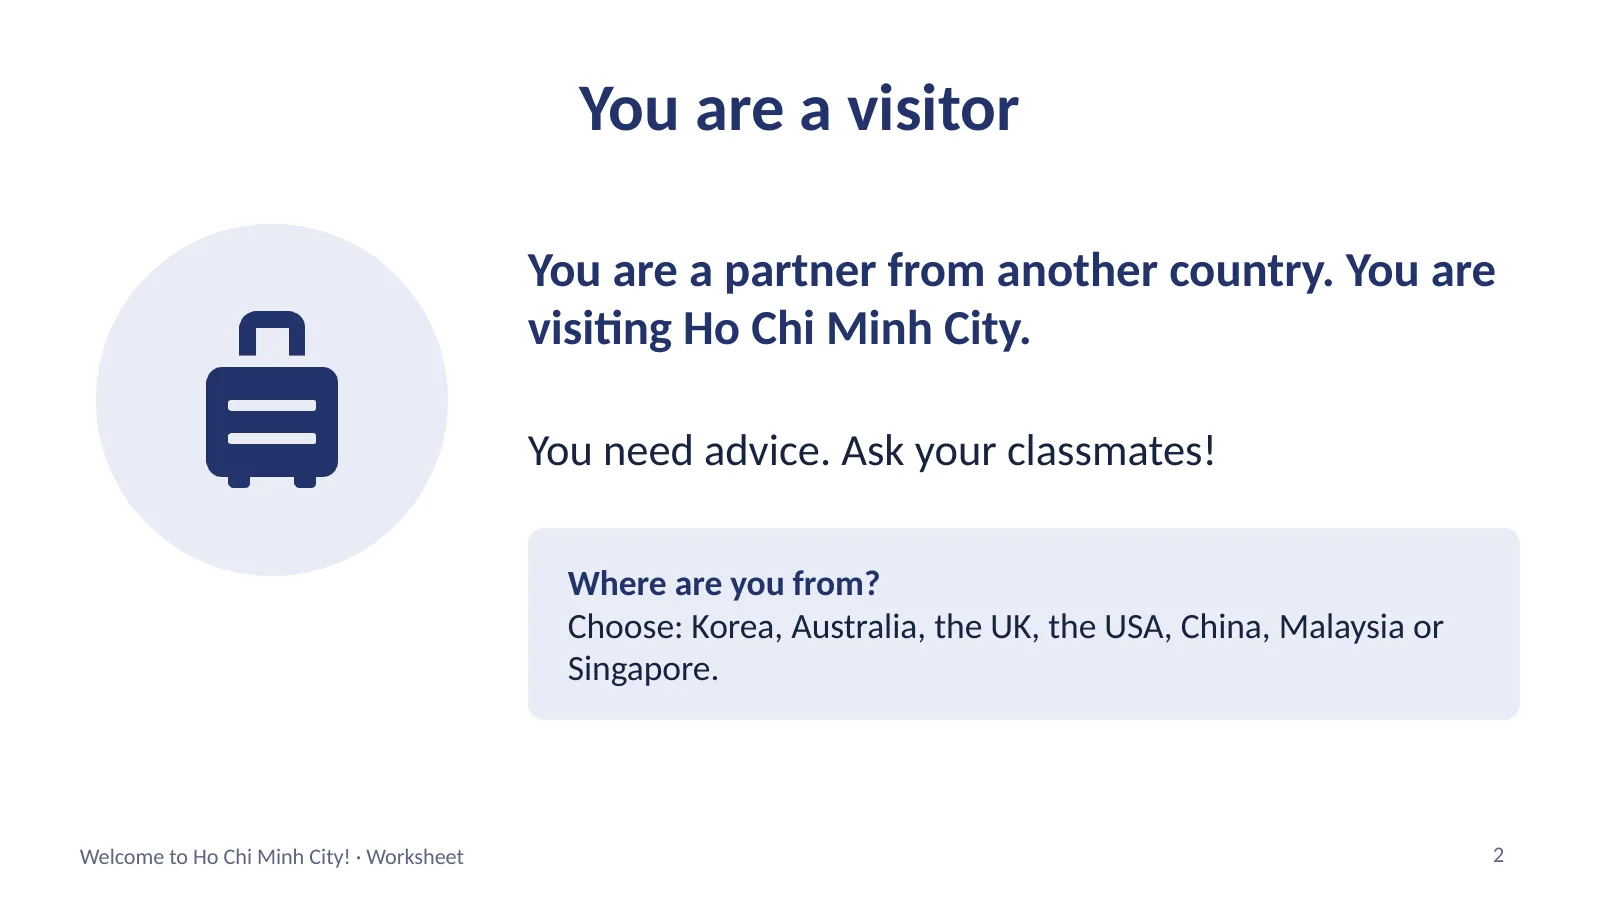 You are a visitor
You are a partner from another country. You are
visiting Ho Chi Minh City.
You need advice. Ask your classmates!
Where are you from?
Choose: Korea, Australia, the UK, the USA, China, Malaysia or
Singapore.
Welcome to Ho Chi Minh City! · Worksheet
2